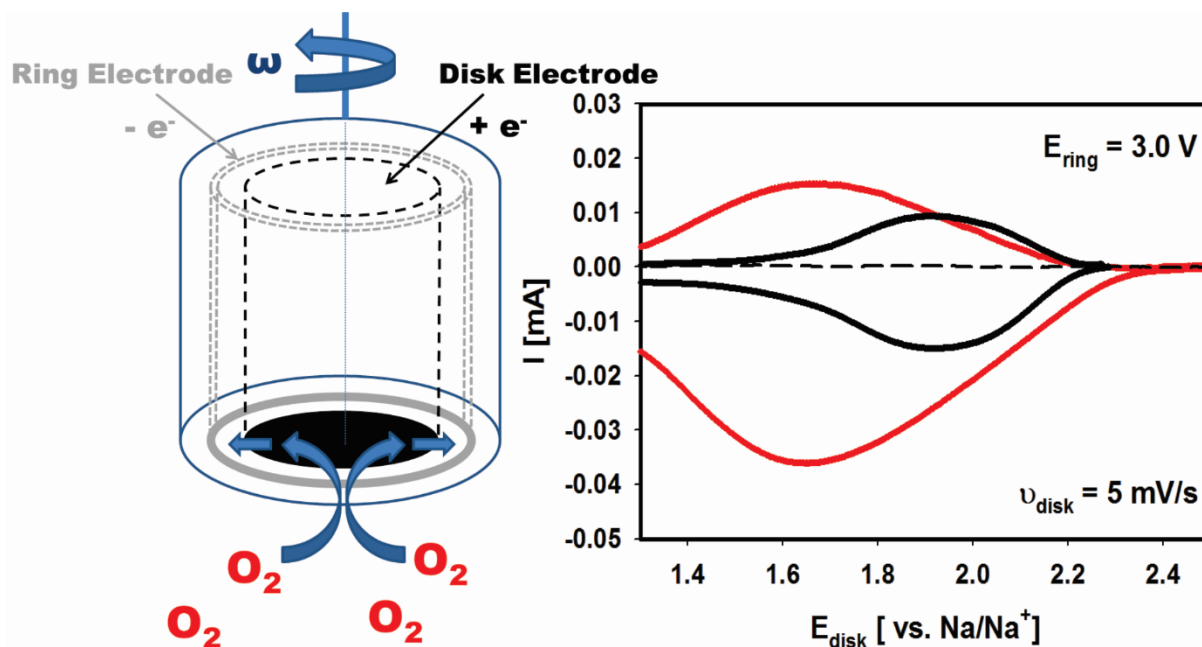 ω
Ring Electrode
- e-
Disk Electrode
+ e-
O2
O2
O2
O2
I [mA]
0.03
0.02
0.01
0.00
-0.01
-0.02
-0.03
-0.04
-0.05
Ering = 3.0 V
υdisk = 5 mV/s
1.4 1.6 1.8 2.0 2.2 2.4
Edisk [ vs. Na/Na+]